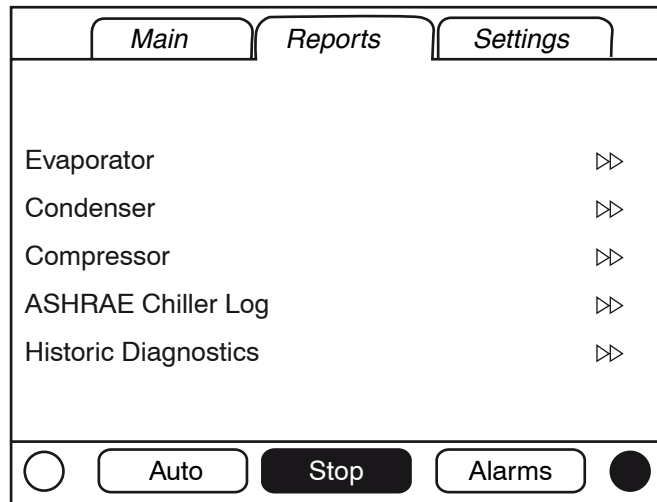 Main Reports Settings
Evaporator
Condenser
Compressor
ASHRAE Chiller Log
Historic Diagnostics
Auto Stop Alarms